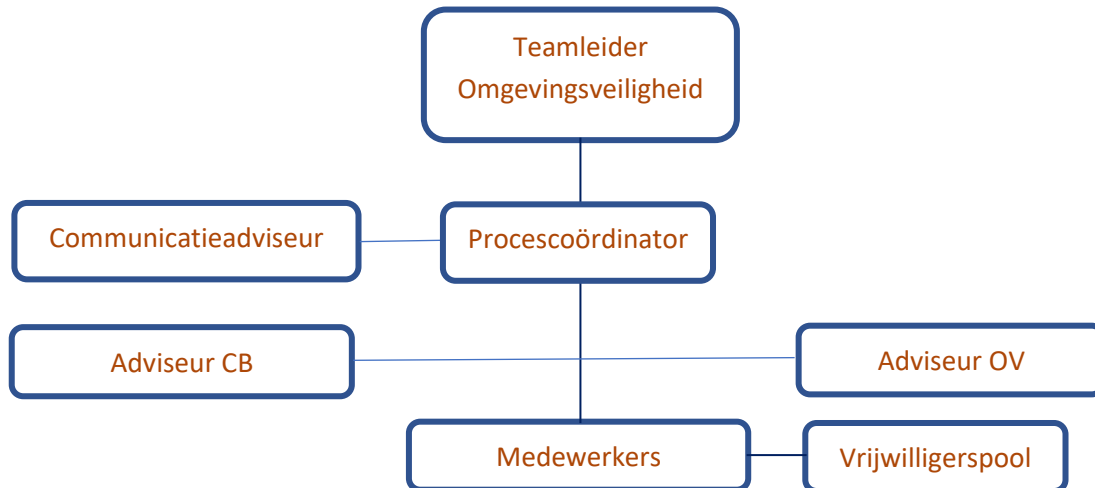 Teamleider
Omgevingsveiligheid
Communicatieadviseur
Procescoördinator
Adviseur CB
Adviseur OV
Medewerkers
Vrijwilligerspool